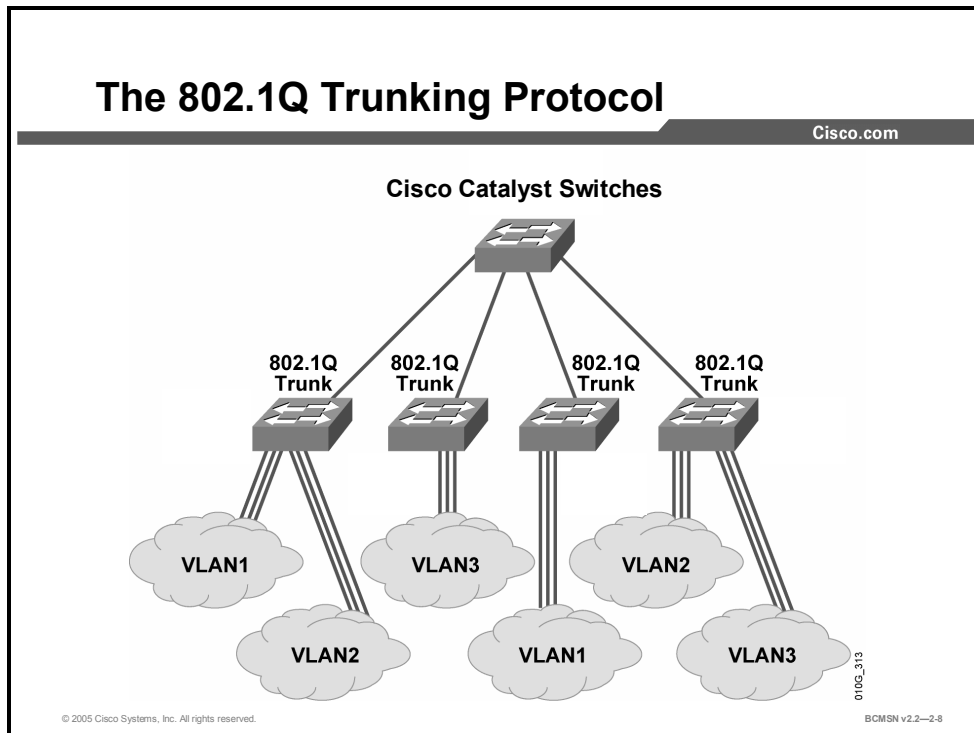 The 802.1Q Trunking Protocol
Cisco.com
Cisco Catalyst Switches
802.1Q
Trunk
802.1Q
Trunk
802.1Q
Trunk
802.1Q
Trunk
VLAN1
VLAN3
VLAN2
VLAN2
VLAN1
VLAN3
010G_313
© 2005 Cisco Systems, Inc. All rights reserved.
BCMSN v2.2—2-8